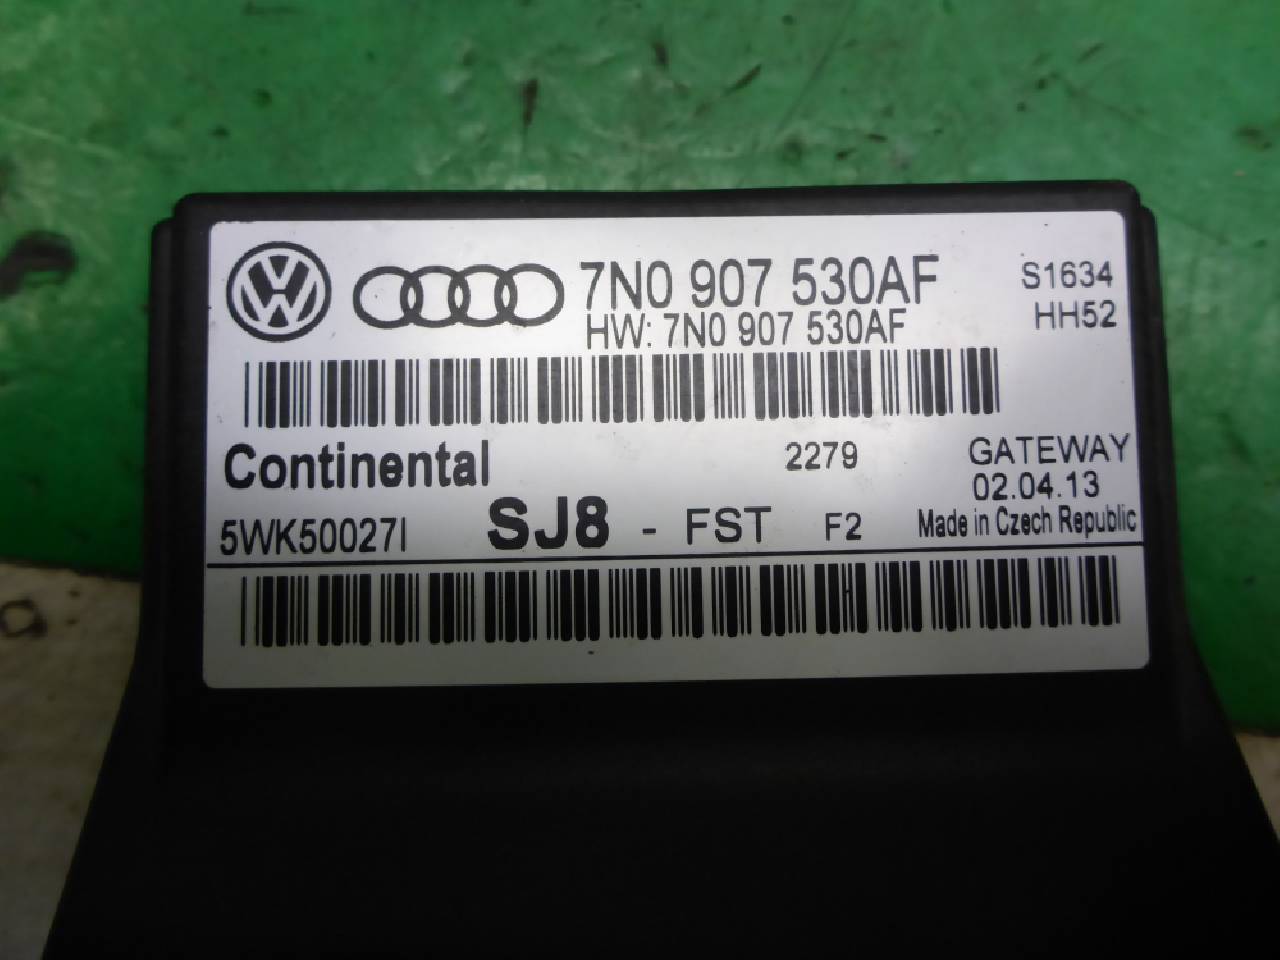 7N0 907 530AF S1634
HW: 7N0 907 530AF HH52
Continental 2279 GATEWAY
02.04.13
5WK50027I SJ8 - FST F2 Made in Czech Republic